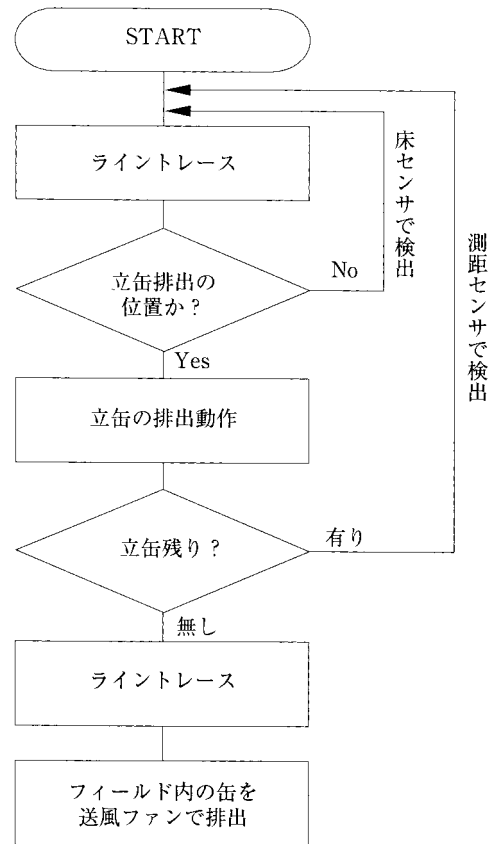 START
ライントレース
立缶排出の
位置か？
No
床センサで検出
Yes
立缶の排出動作
立缶残り？
有り
測距センサで検出
無し
ライントレース
フィールド内の缶を
送風ファンで排出